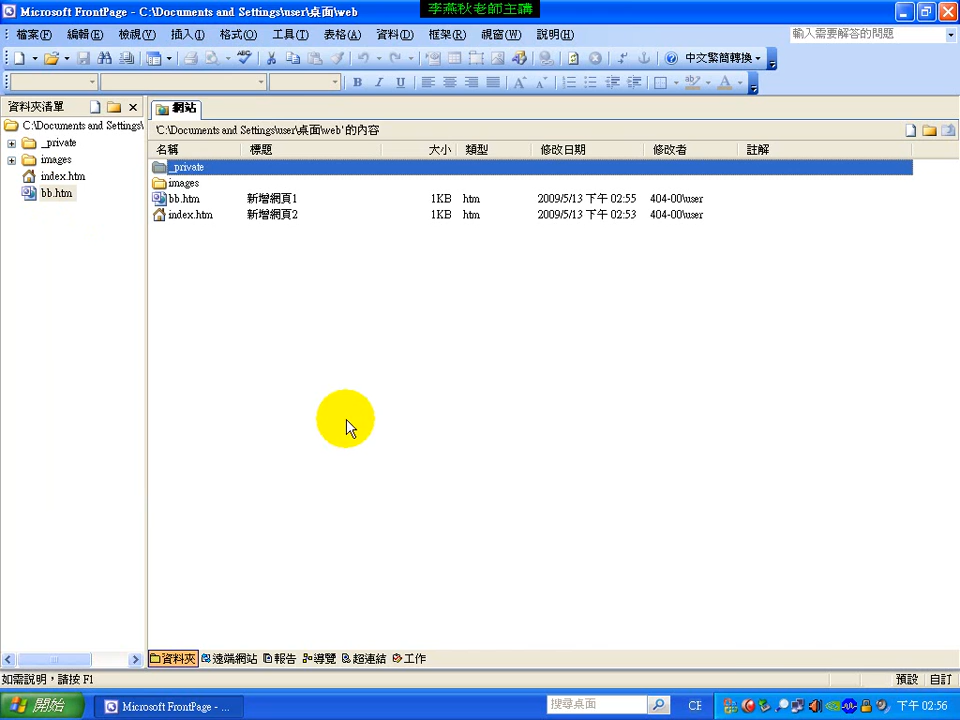 Microsoft FrontPage - C:\Documents and Settings\user\桌面\web
李燕秋老師主講
檔案(F) 編輯(E) 檢視(V) 插入(I) 格式(O) 工具(T) 表格(A) 資料(D) 框架(R) 視窗(W) 說明(H) 輸入需要解答的問題
中文繁簡轉換
B I U A A ab A
資料夾清單 網站
C:\Documents and Settings\ 'C:\Documents and Settings\user\桌面\web'的內容
名稱 標題 大小 類型 修改日期 修改者 註解
_private
images
index.htm
bb.htm
_private
images
bb.htm 新增網頁1 1KB htm 2009/5/13 下午 02:55 404-00\user
index.htm 新增網頁2 1KB htm 2009/5/13 下午 02:53 404-00\user
資料夾 遠端網站 報告 導覽 超連結 工作
如需說明，請按 F1 預設 自訂
開始 Microsoft FrontPage - ... 搜尋桌面 CH 下午 02:56